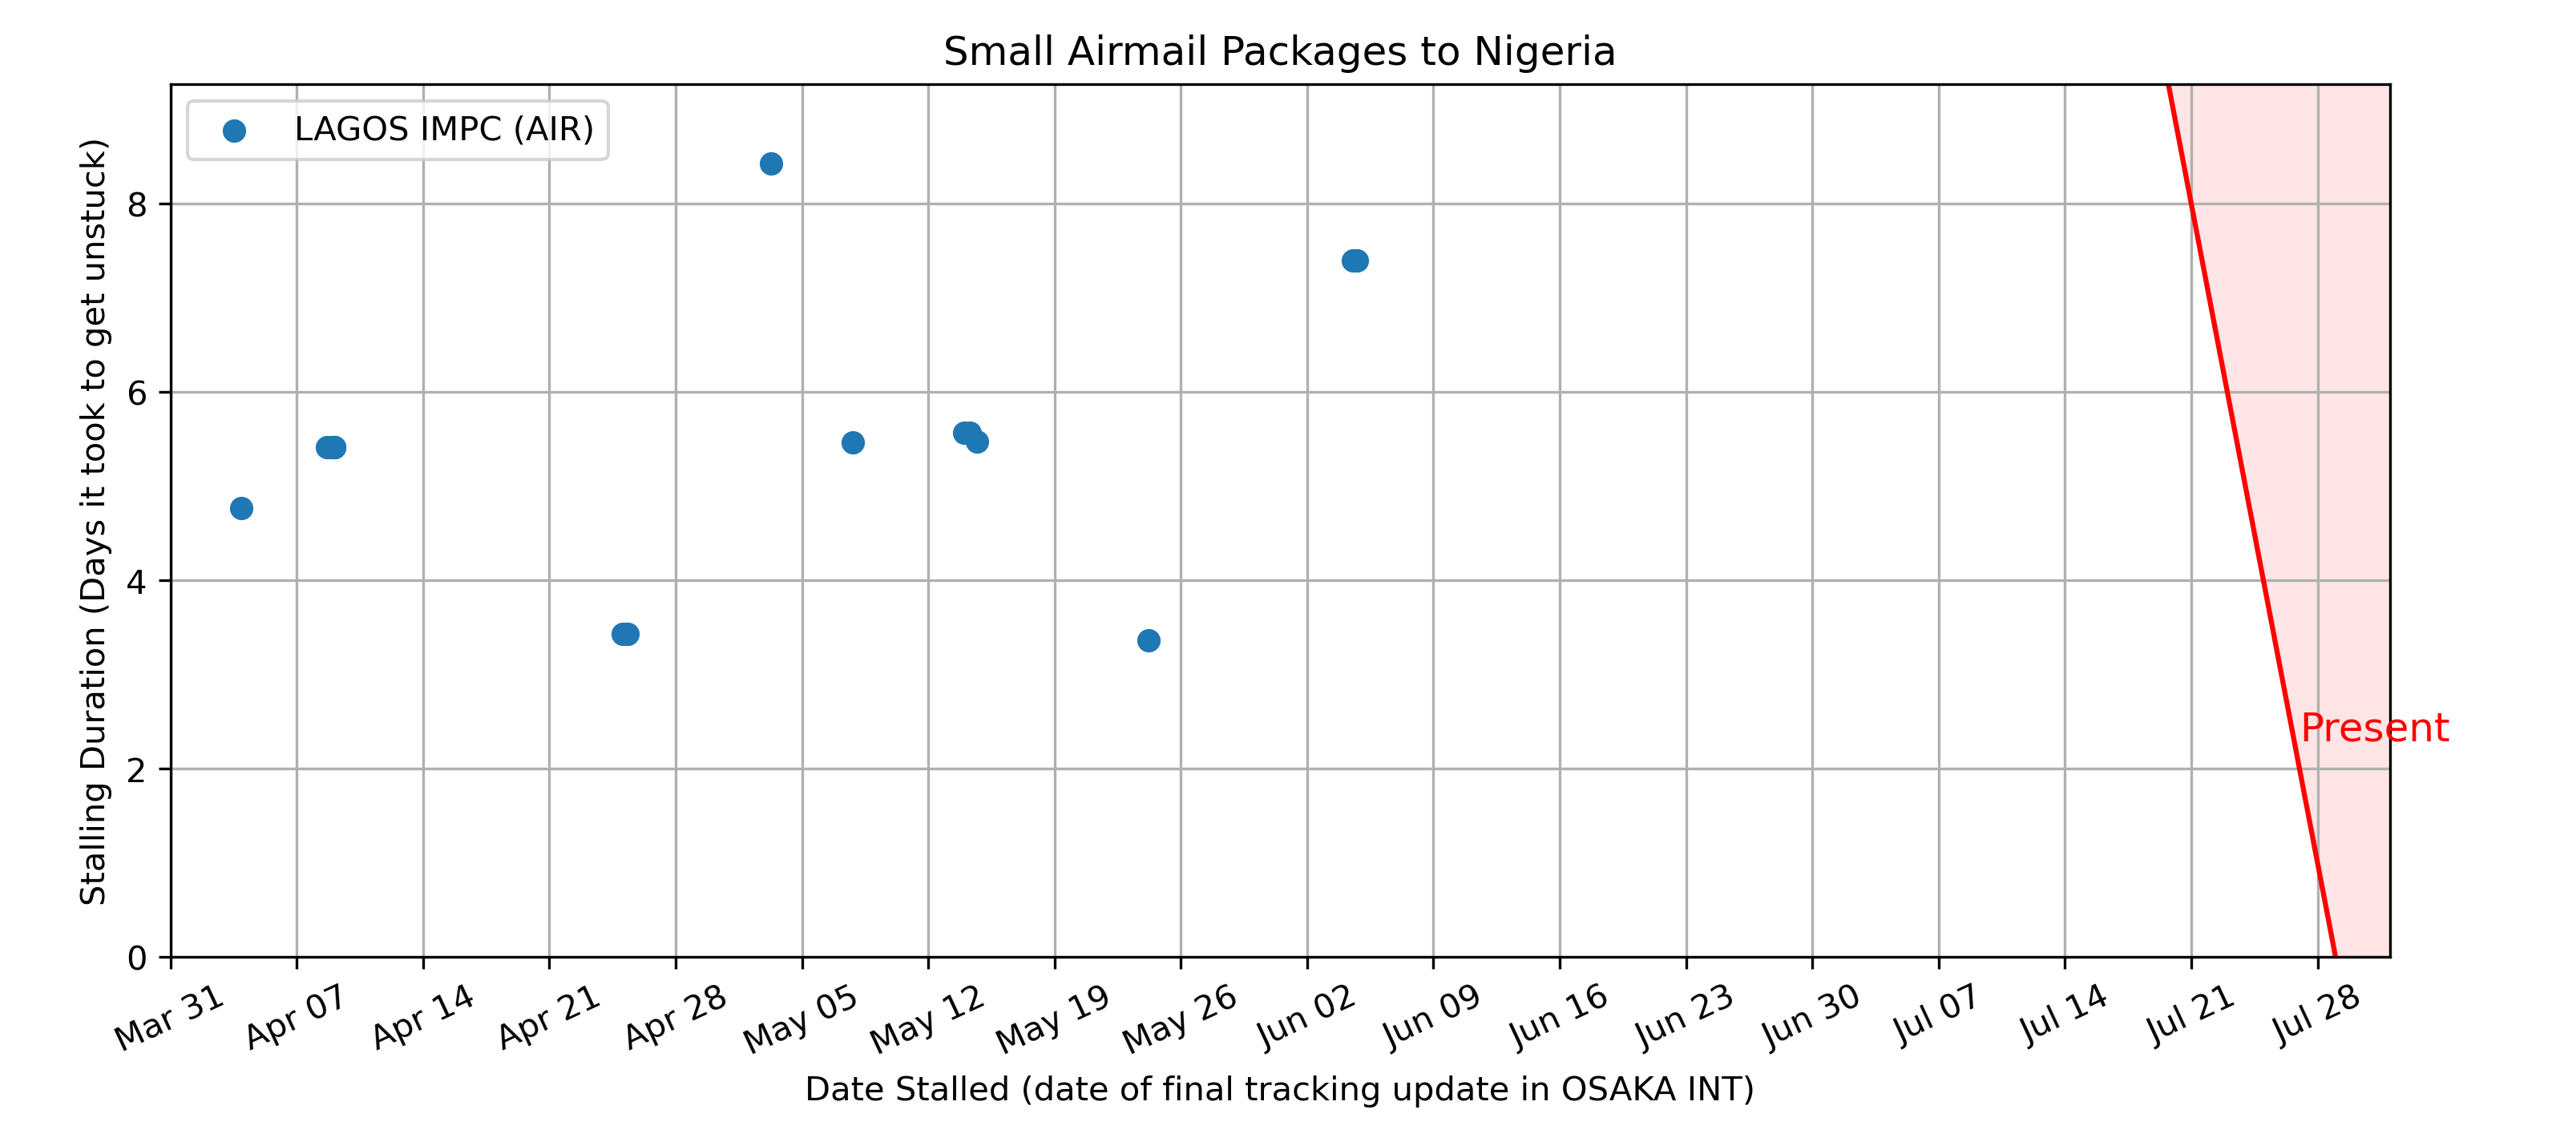 Small Airmail Packages to Nigeria
LAGOS IMPC (AIR)
Stalling Duration (Days it took to get unstuck)
8
6
4
2
0
Present
Mar 31 Apr 07 Apr 14 Apr 21 Apr 28 May 05 May 12 May 19 May 26 Jun 02 Jun 09 Jun 16 Jun 23 Jun 30 Jul 07 Jul 14 Jul 21 Jul 28
Date Stalled (date of final tracking update in OSAKA INT)